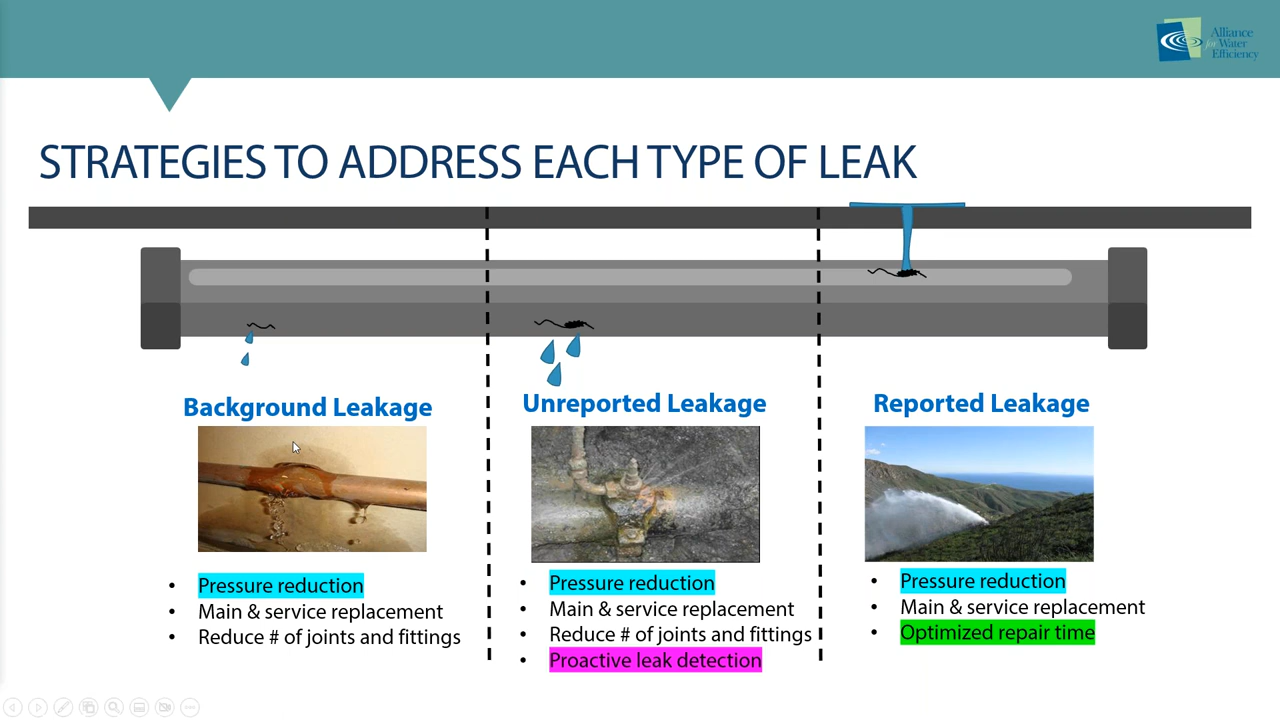 Alliance
for Water
Efficiency
STRATEGIES TO ADDRESS EACH TYPE OF LEAK
Background Leakage
• Pressure reduction
• Main & service replacement
• Reduce # of joints and fittings
Unreported Leakage
• Pressure reduction
• Main & service replacement
• Reduce # of joints and fittings
• Proactive leak detection
Reported Leakage
• Pressure reduction
• Main & service replacement
• Optimized repair time